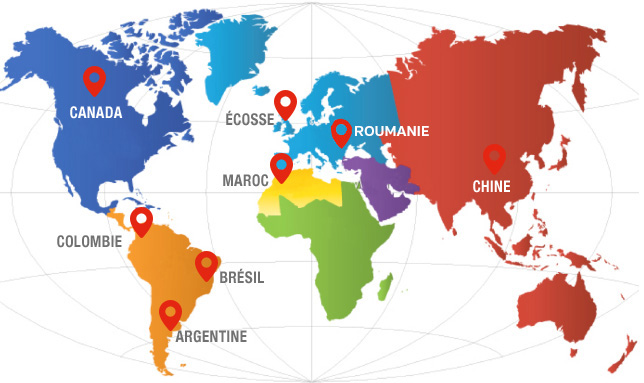 CANADA
ÉCOSSE
ROUMANIE
MAROC
CHINE
COLOMBIE
BRÉSIL
ARGENTINE